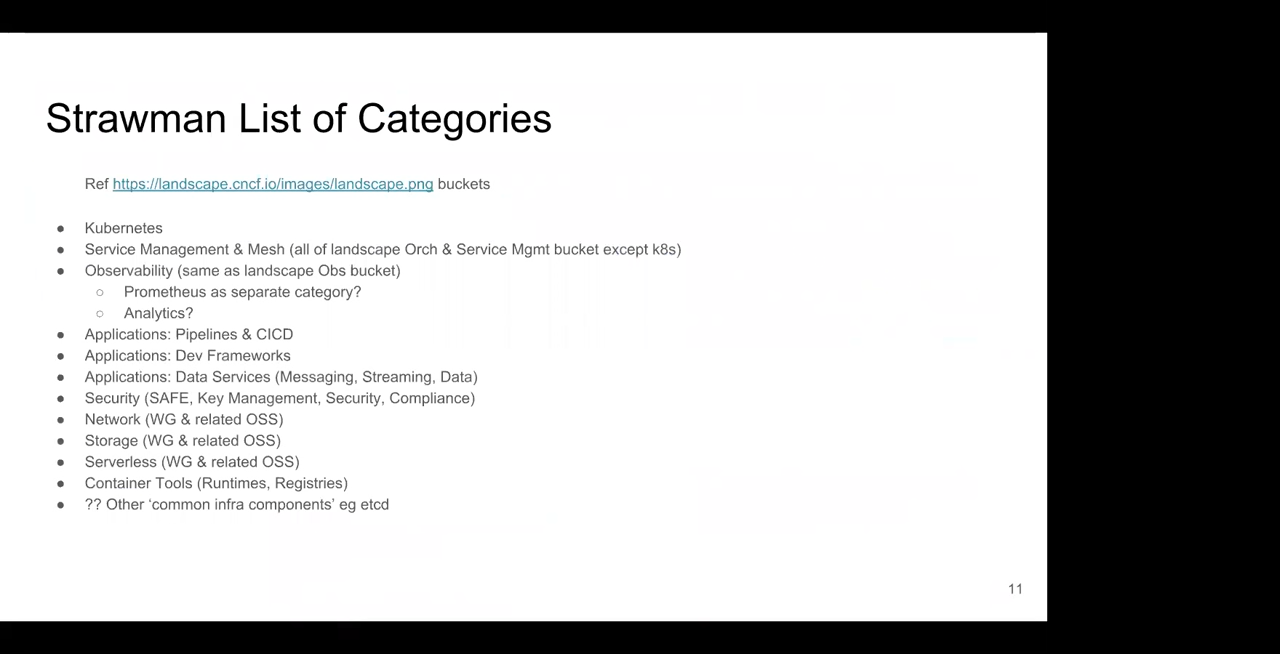 Strawman List of Categories
Ref https://landscape.cncf.io/images/landscape.png buckets
● Kubernetes
● Service Management & Mesh (all of landscape Orch & Service Mgmt bucket except k8s)
● Observability (same as landscape Obs bucket)
○ Prometheus as separate category?
○ Analytics?
● Applications: Pipelines & CICD
● Applications: Dev Frameworks
● Applications: Data Services (Messaging, Streaming, Data)
● Security (SAFE, Key Management, Security, Compliance)
● Network (WG & related OSS)
● Storage (WG & related OSS)
● Serverless (WG & related OSS)
● Container Tools (Runtimes, Registries)
● ?? Other ‘common infra components’ eg etcd
11